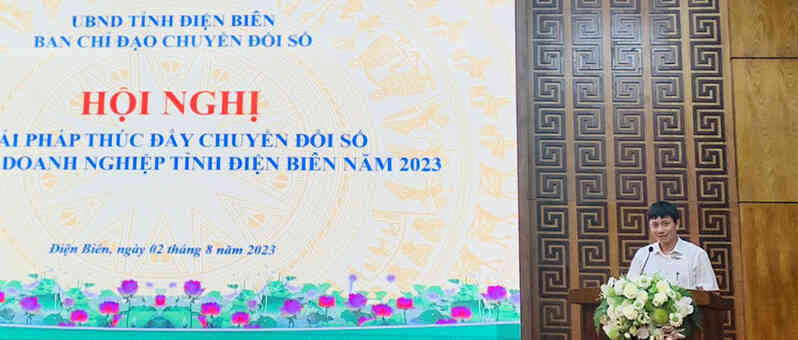 UBND TỈNH ĐIỆN BIÊN
BAN CHỈ ĐẠO CHUYỂN ĐỔI SỐ
HỘI NGHỊ
ẢI PHÁP THÚC ĐẨY CHUYỂN ĐỔI SỐ
DOANH NGHIỆP TỈNH ĐIỆN BIÊN NĂM 2023
Điện Biên, ngày 02 tháng 8 năm 2023